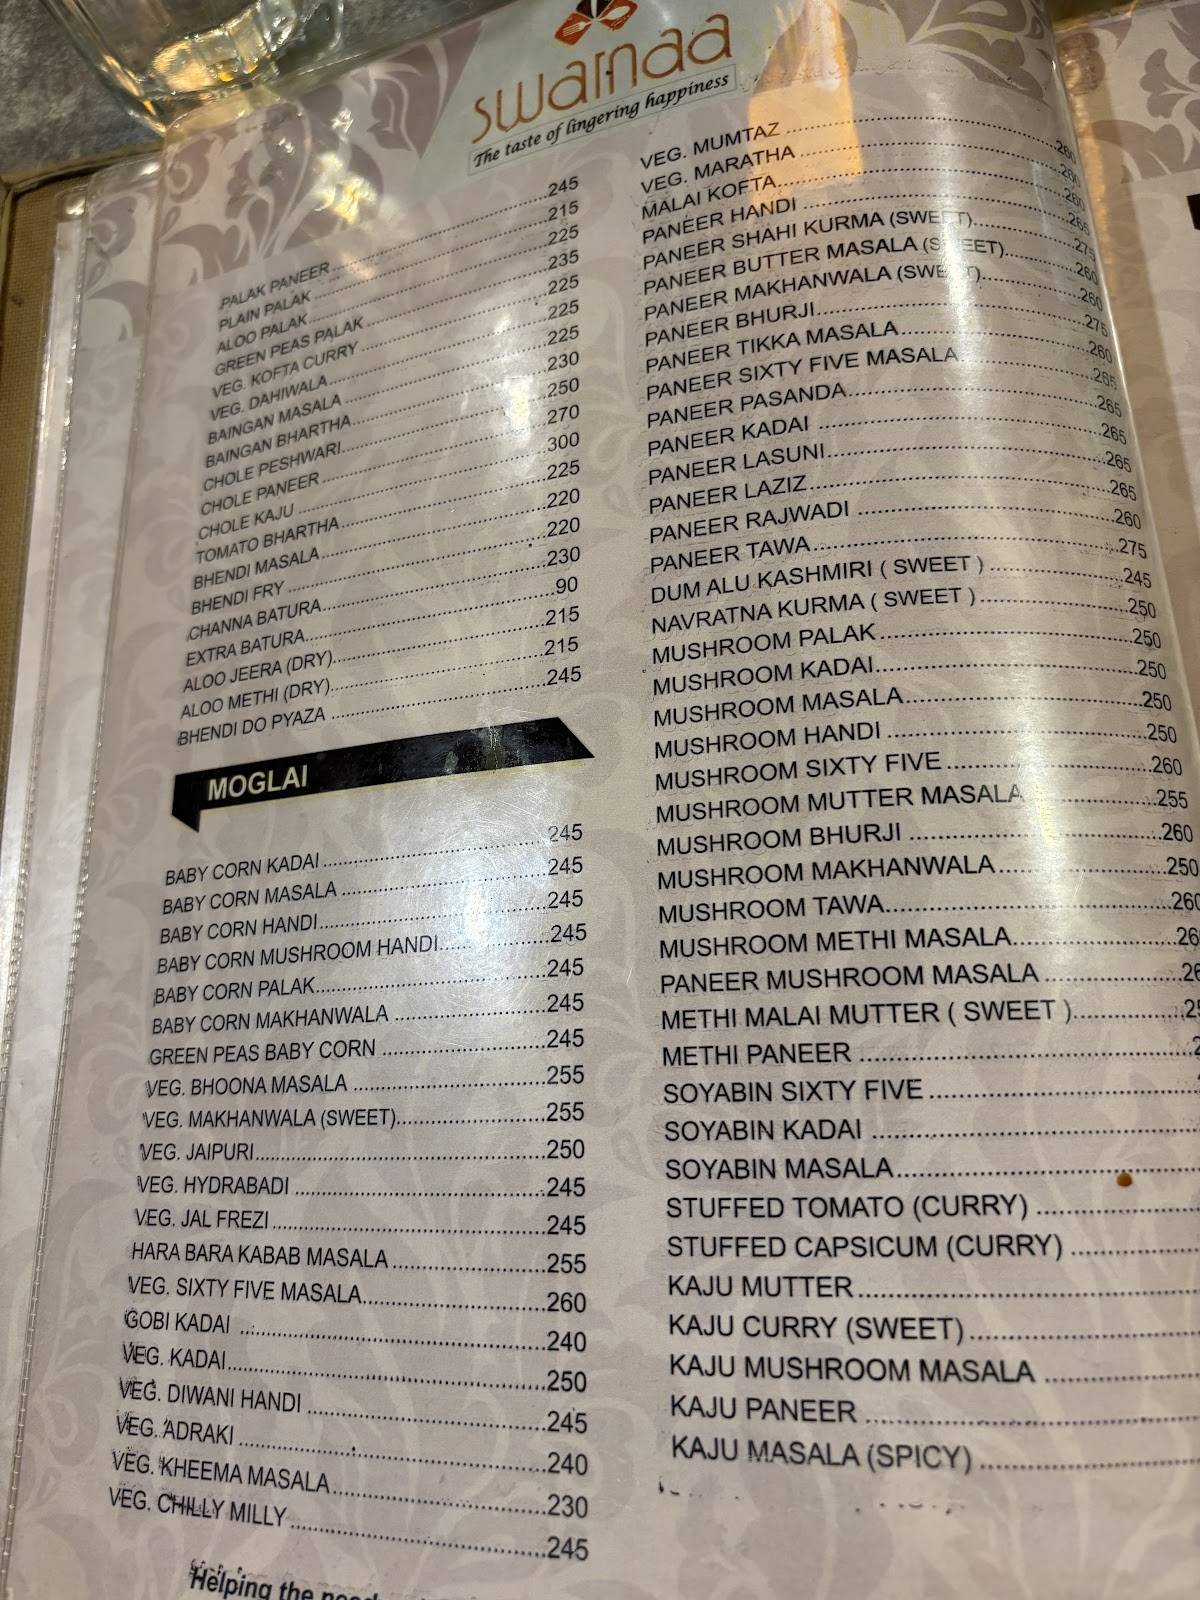 swarnaa
The taste of lingering happiness
PALAK PANEER 245
PLAIN PALAK 215
ALOO PALAK 225
GREEN PEAS PALAK 235
VEG. KOFTA CURRY 225
VEG. DAHIWALA 225
BAINGAN MASALA 225
BAINGAN BHARTHA 230
CHOLE PESHWARI 250
CHOLE PANEER 270
CHOLE KAJU 300
TOMATO BHARTHA 225
BHENDI MASALA 220
BHENDI FRY 220
CHANNA BATURA 230
EXTRA BATURA 90
ALOO JEERA (DRY) 215
ALOO METHI (DRY) 215
BHENDI DO PYAZA 245
MOGLAI
BABY CORN KADAI 245
BABY CORN MASALA 245
BABY CORN HANDI 245
BABY CORN MUSHROOM HANDI 245
BABY CORN PALAK 245
BABY CORN MAKHANWALA 245
GREEN PEAS BABY CORN 245
VEG. BHOONA MASALA 255
VEG. MAKHANWALA (SWEET) 255
VEG. JAIPURI 250
VEG. HYDRABADI 245
VEG. JAL FREZI 245
HARA BARA KABAB MASALA 255
VEG. SIXTY FIVE MASALA 260
GOBI KADAI 240
VEG. KADAI 250
VEG. DIWANI HANDI 245
VEG. ADRAKI 240
VEG. KHEEMA MASALA 230
VEG. CHILLY MILLY 245
Helping the
VEG. MUMTAZ 260
VEG. MARATHA 260
MALAI KOFTA 260
PANEER HANDI 265
PANEER SHAHI KURMA (SWEET) 275
PANEER BUTTER MASALA (SWEET) 260
PANEER MAKHANWALA (SWEET) 260
PANEER BHURJI 275
PANEER TIKKA MASALA 260
PANEER SIXTY FIVE MASALA 265
PANEER PASANDA 265
PANEER KADAI 265
PANEER LASUNI 265
PANEER LAZIZ 265
PANEER RAJWADI 260
PANEER TAWA 275
DUM ALU KASHMIRI ( SWEET ) 245
NAVRATNA KURMA ( SWEET ) 250
MUSHROOM PALAK 250
MUSHROOM KADAI 250
MUSHROOM MASALA 250
MUSHROOM HANDI 250
MUSHROOM SIXTY FIVE 260
MUSHROOM MUTTER MASALA 255
MUSHROOM BHURJI 260
MUSHROOM MAKHANWALA 250
MUSHROOM TAWA 260
MUSHROOM METHI MASALA
PANEER MUSHROOM MASALA
METHI MALAI MUTTER ( SWEET )
METHI PANEER
SOYABIN SIXTY FIVE
SOYABIN KADAI
SOYABIN MASALA
STUFFED TOMATO (CURRY)
STUFFED CAPSICUM (CURRY)
KAJU MUTTER
KAJU CURRY (SWEET)
KAJU MUSHROOM MASALA
KAJU PANEER
KAJU MASALA (SPICY)